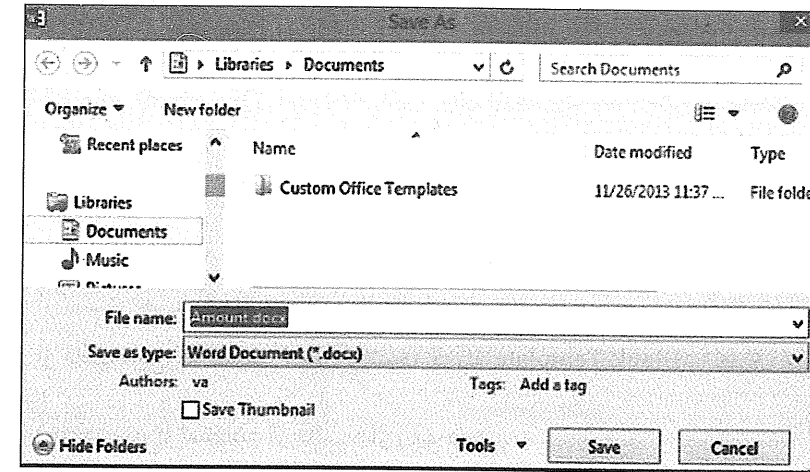 Save As
Libraries ▸ Documents
Search Documents
Organize
New folder
Recent places
Name
Date modified
Type
Custom Office Templates
11/26/2013 11:37 ...
File folde
Libraries
Documents
Music
Pictures
File name: Amount.docx
Save as type: Word Document (*.docx)
Authors: va
Tags: Add a tag
Save Thumbnail
Hide Folders
Tools
Save
Cancel